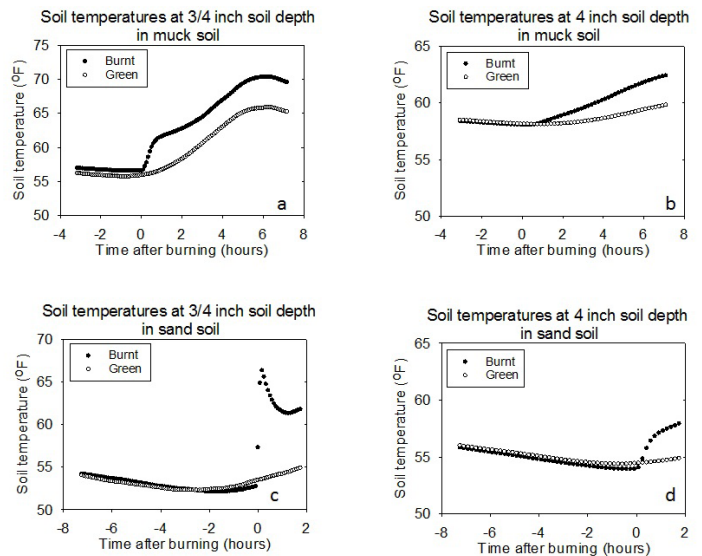 Soil temperatures at 3/4 inch soil depth
in muck soil
75
70
65
60
55
50
Soil temperature (ºF)
Burnt
Green
a
-4 -2 0 2 4 6 8
Time after burning (hours)
Soil temperatures at 4 inch soil depth
in muck soil
65
60
55
50
Soil temperature (ºF)
Burnt
Green
b
-4 -2 0 2 4 6 8
Time after burning (hours)
Soil temperatures at 3/4 inch soil depth
in sand soil
70
65
60
55
50
Soil temperature (ºF)
Burnt
Green
c
-8 -6 -4 -2 0 2
Time after burning (hours)
Soil temperatures at 4 inch soil depth
in sand soil
65
60
55
50
Soil temperature (ºF)
Burnt
Green
d
-8 -6 -4 -2 0 2
Time after burning (hours)